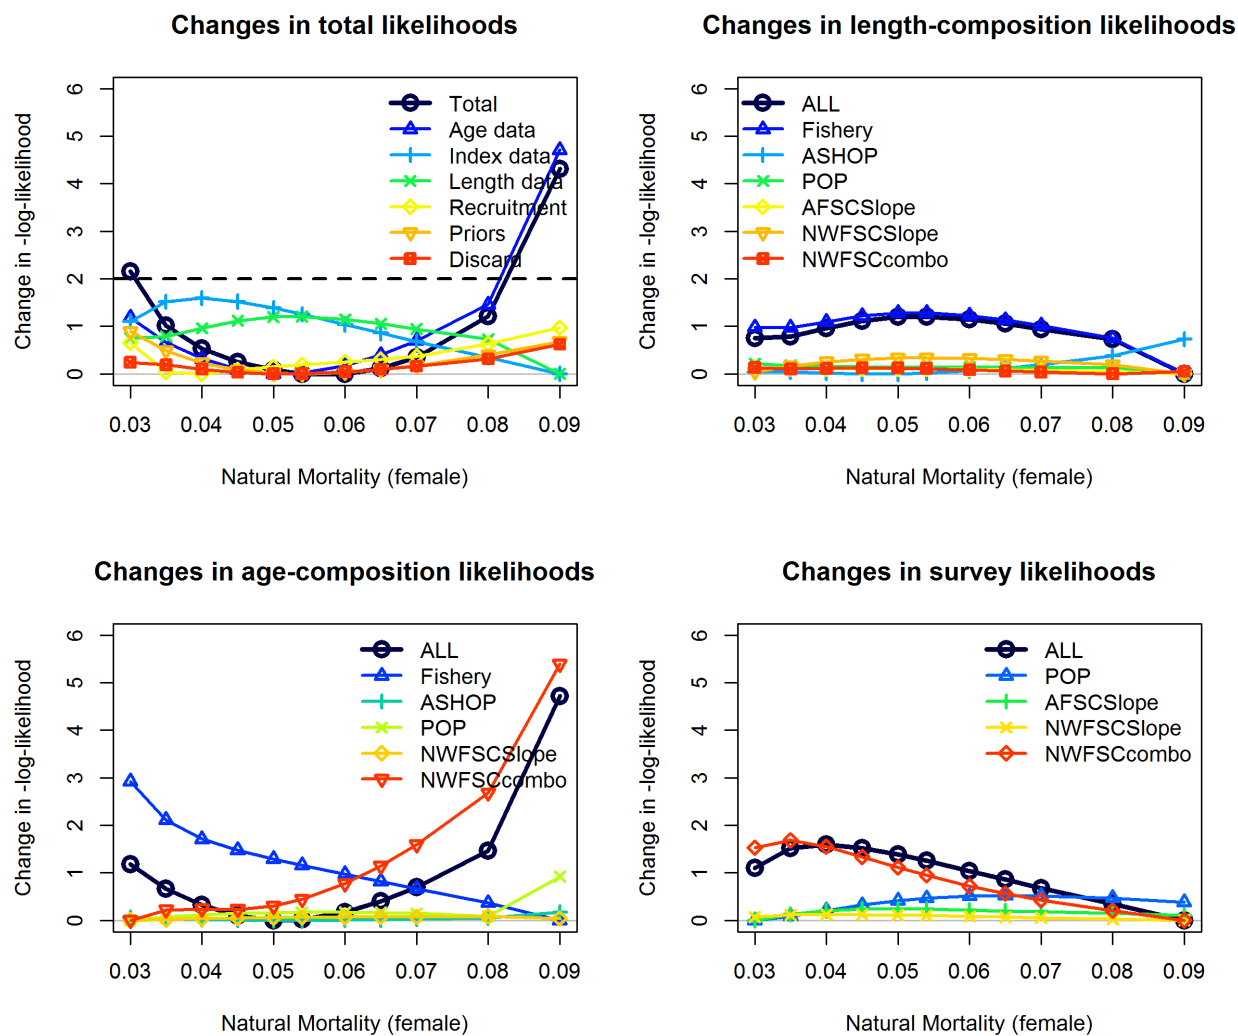 Changes in total likelihoods
Change in -log-likelihood
6
5
4
3
2
1
0
Total
Age data
Index data
Length data
Recruitment
Priors
Discard
0.03 0.04 0.05 0.06 0.07 0.08 0.09
Natural Mortality (female)
Changes in length-composition likelihoods
Change in -log-likelihood
6
5
4
3
2
1
0
ALL
Fishery
ASHOP
POP
AFSCSlope
NWFSCSlope
NWFSCcombo
0.03 0.04 0.05 0.06 0.07 0.08 0.09
Natural Mortality (female)
Changes in age-composition likelihoods
Change in -log-likelihood
6
5
4
3
2
1
0
ALL
Fishery
ASHOP
POP
NWFSCSlope
NWFSCcombo
0.03 0.04 0.05 0.06 0.07 0.08 0.09
Natural Mortality (female)
Changes in survey likelihoods
Change in -log-likelihood
6
5
4
3
2
1
0
ALL
POP
AFSCSlope
NWFSCSlope
NWFSCcombo
0.03 0.04 0.05 0.06 0.07 0.08 0.09
Natural Mortality (female)